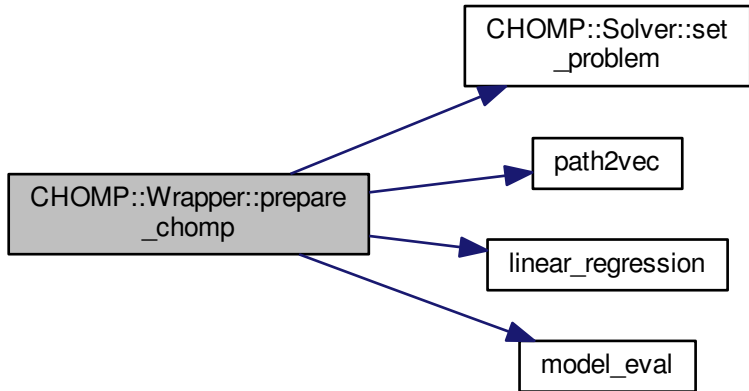 CHOMP::Wrapper::prepare
_chomp
CHOMP::Solver::set
_problem
path2vec
linear_regression
model_eval